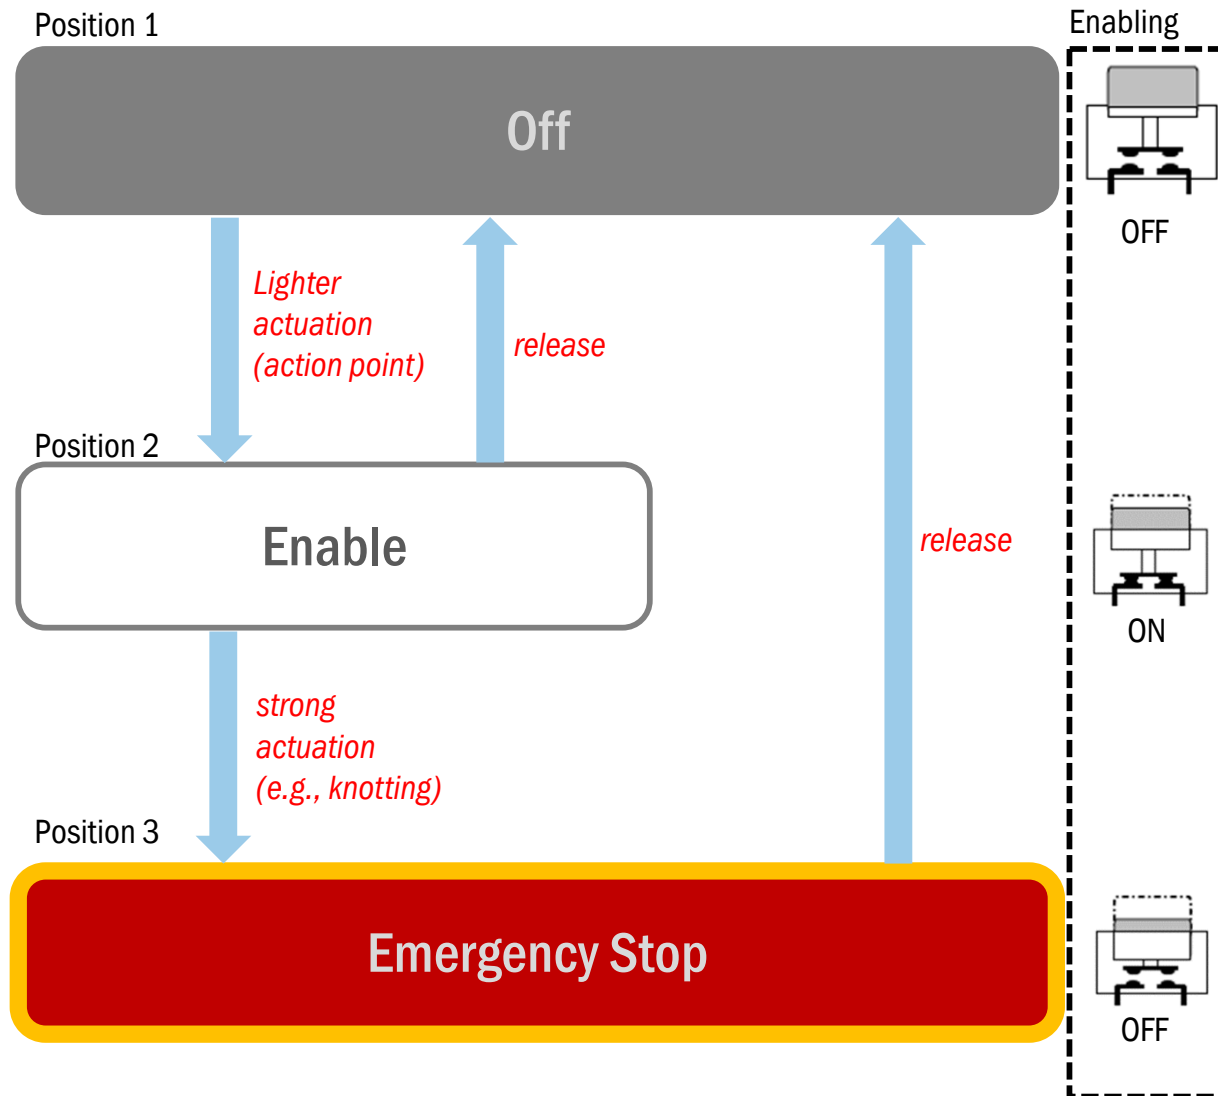 Position 1
Enabling
Off
OFF
Lighter
actuation
(action point)
release
Position 2
Enable
release
ON
strong
actuation
(e.g., knotting)
Position 3
Emergency Stop
OFF